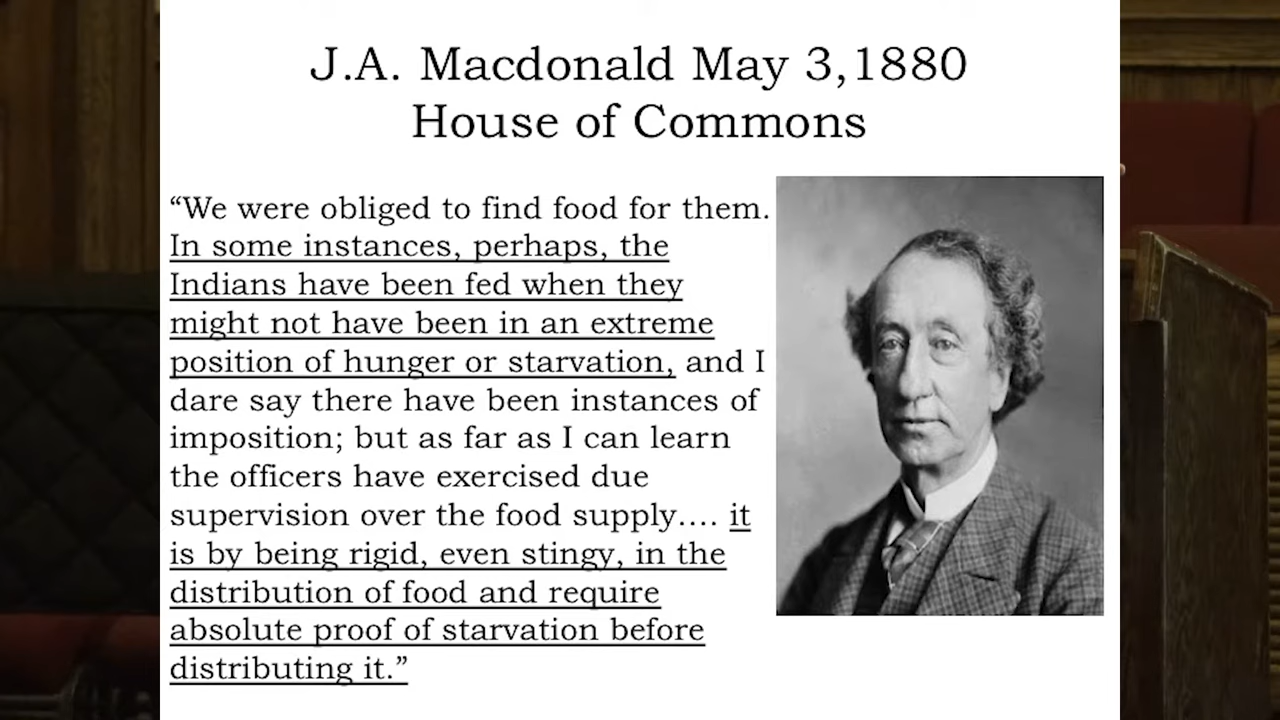 J.A. Macdonald May 3,1880
House of Commons
“We were obliged to find food for them.
In some instances, perhaps, the
Indians have been fed when they
might not have been in an extreme
position of hunger or starvation, and I
dare say there have been instances of
imposition; but as far as I can learn
the officers have exercised due
supervision over the food supply…. it
is by being rigid, even stingy, in the
distribution of food and require
absolute proof of starvation before
distributing it.”